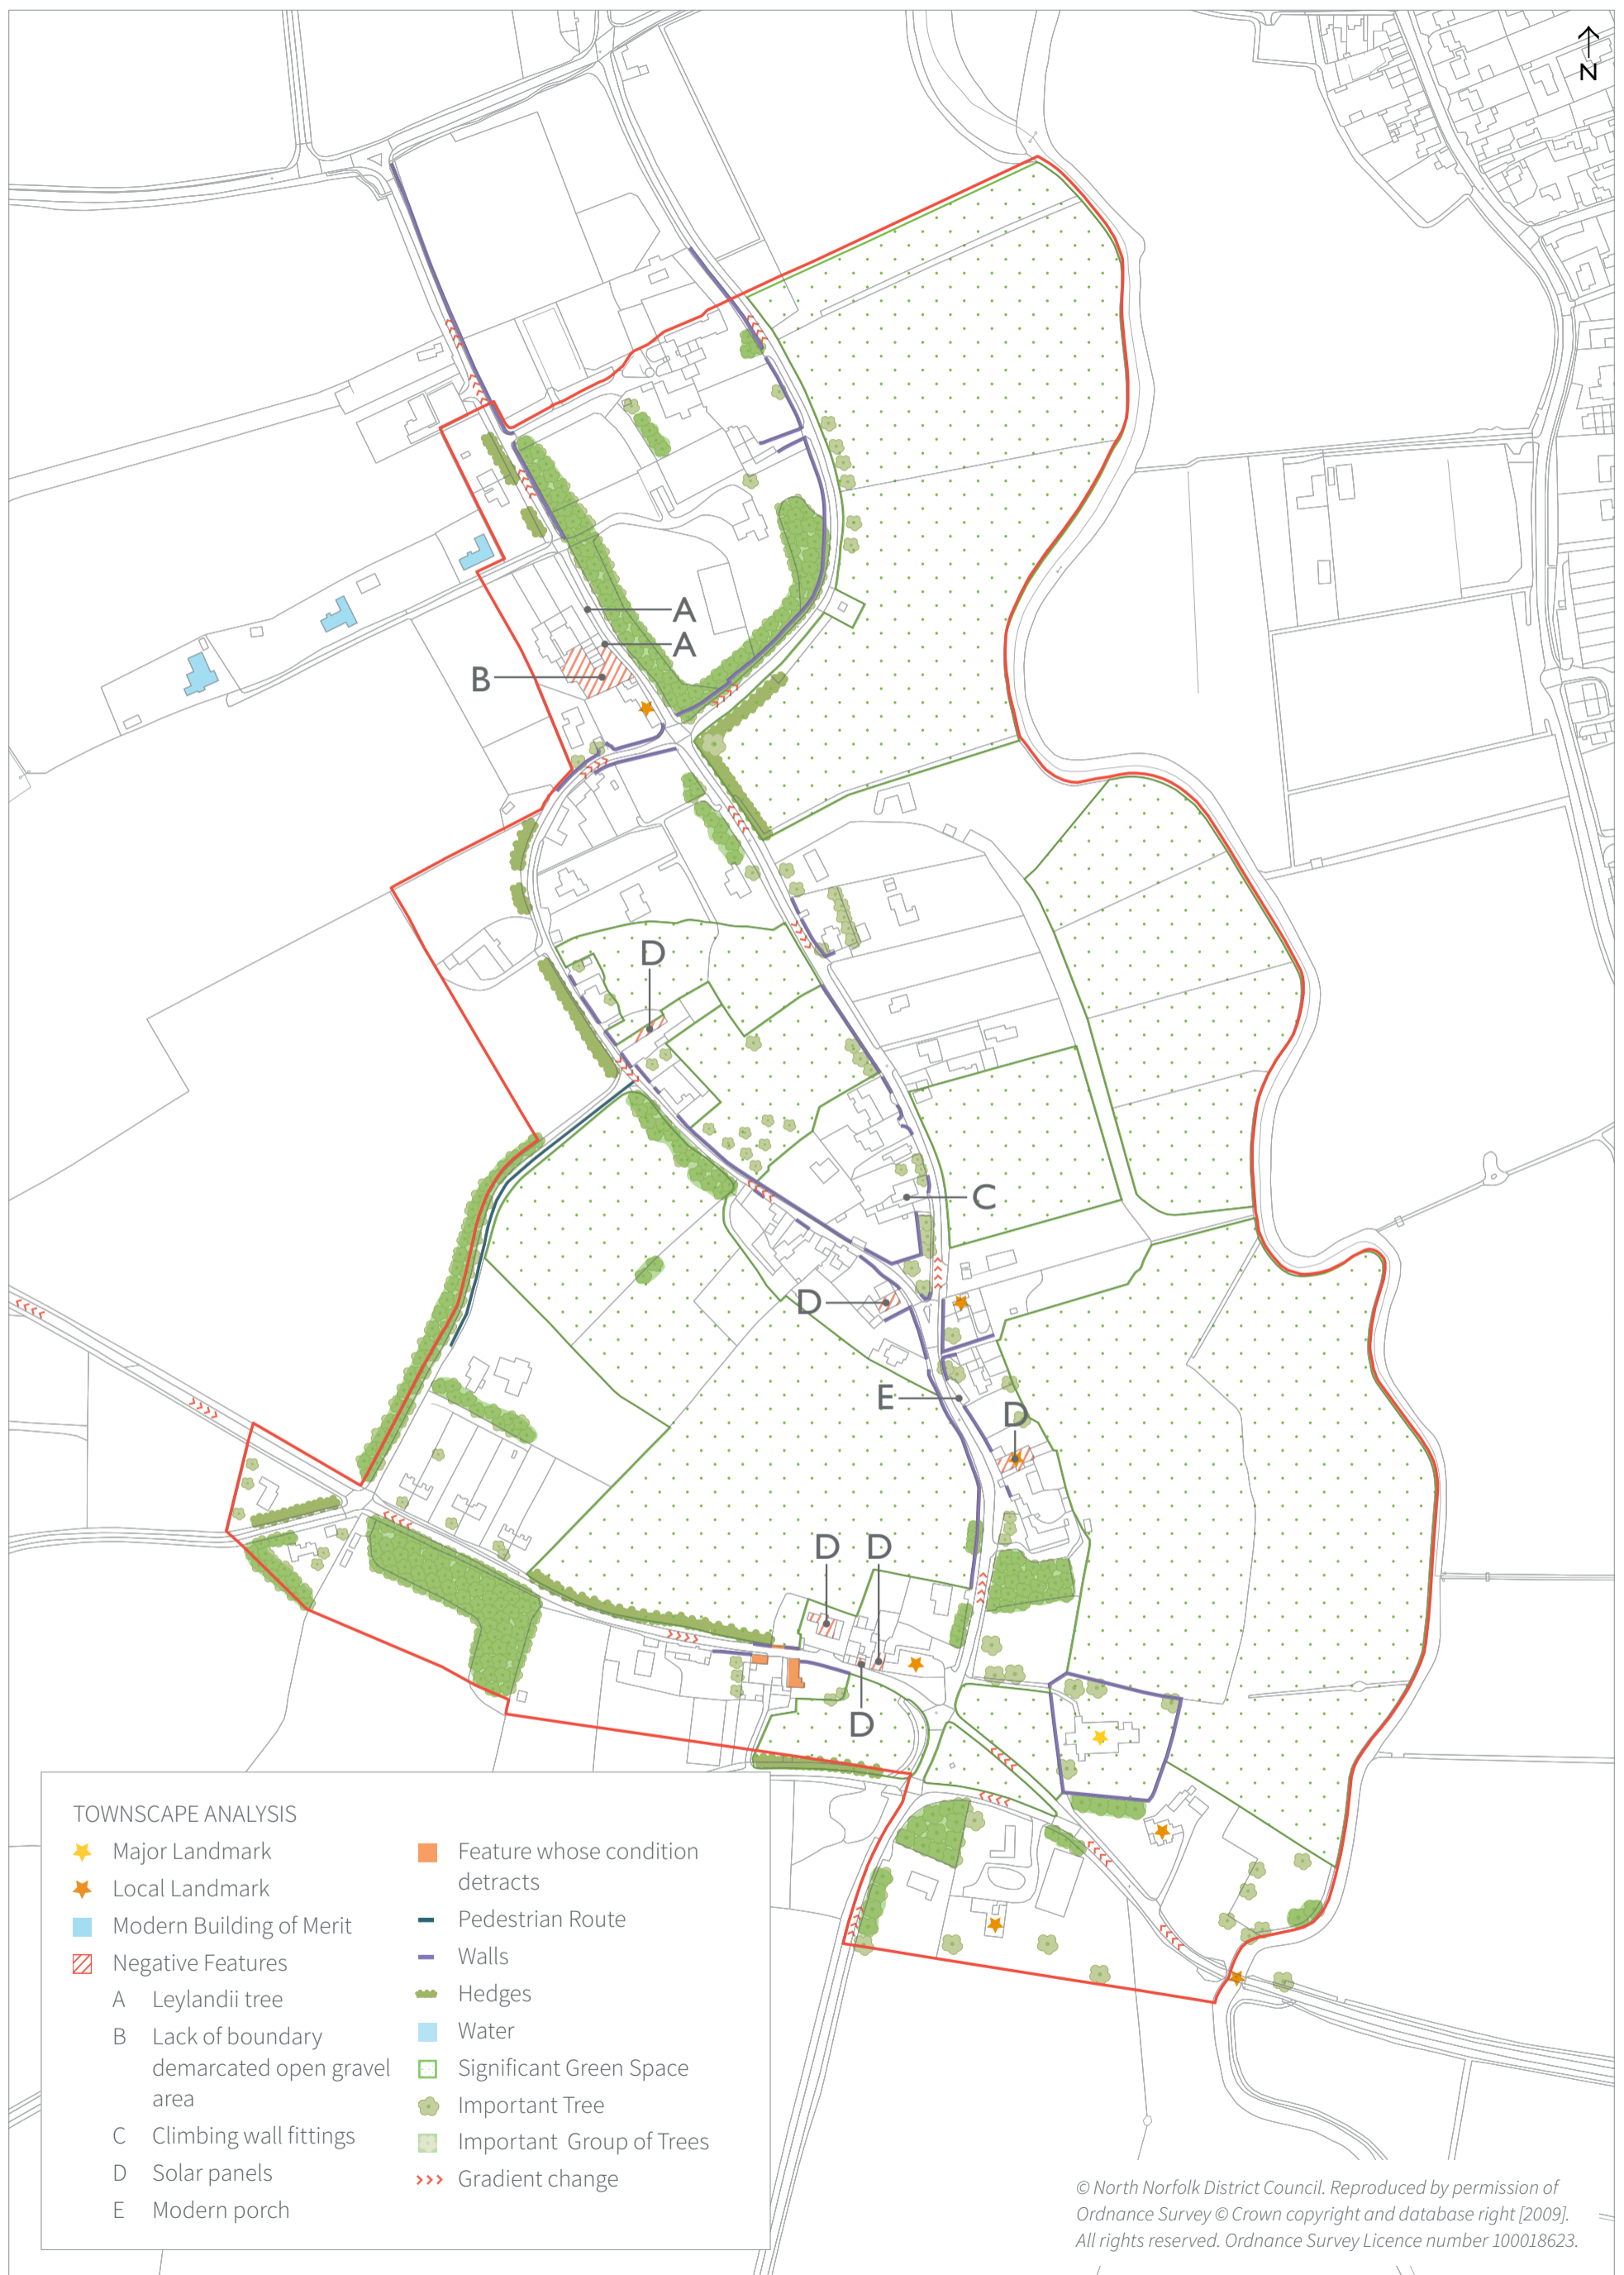 N
A
A
B
D
C
D
E
D
D
D
D
TOWNSCAPE ANALYSIS
Major Landmark
Local Landmark
Modern Building of Merit
Negative Features
A Leylandii tree
B Lack of boundary
demarcated open gravel
area
C Climbing wall fittings
D Solar panels
E Modern porch
Feature whose condition
detracts
Pedestrian Route
Walls
Hedges
Water
Significant Green Space
Important Tree
Important Group of Trees
Gradient change
© North Norfolk District Council. Reproduced by permission of
Ordnance Survey © Crown copyright and database right [2009].
All rights reserved. Ordnance Survey Licence number 100018623.